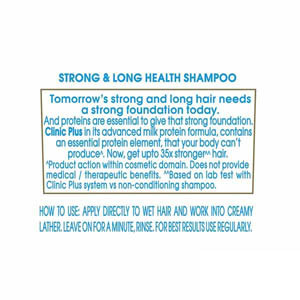 STRONG & LONG HEALTH SHAMPOO
Tomorrow's strong and long hair needs
a strong foundation today.
And proteins are essential to give that strong foundation.
Clinic Plus in its advanced milk protein formula, contains
an essential protein element, that your body can't
produce^. Now, get upto 35x stronger^^ hair.
*Product action within cosmetic domain. Does not provide
medical / therapeutic benefits. ^^Based on lab test with
Clinic Plus system vs non-conditioning shampoo.
HOW TO USE: APPLY DIRECTLY TO WET HAIR AND WORK INTO CREAMY
LATHER. LEAVE ON FOR A MINUTE, RINSE. FOR BEST RESULTS USE REGULARLY.